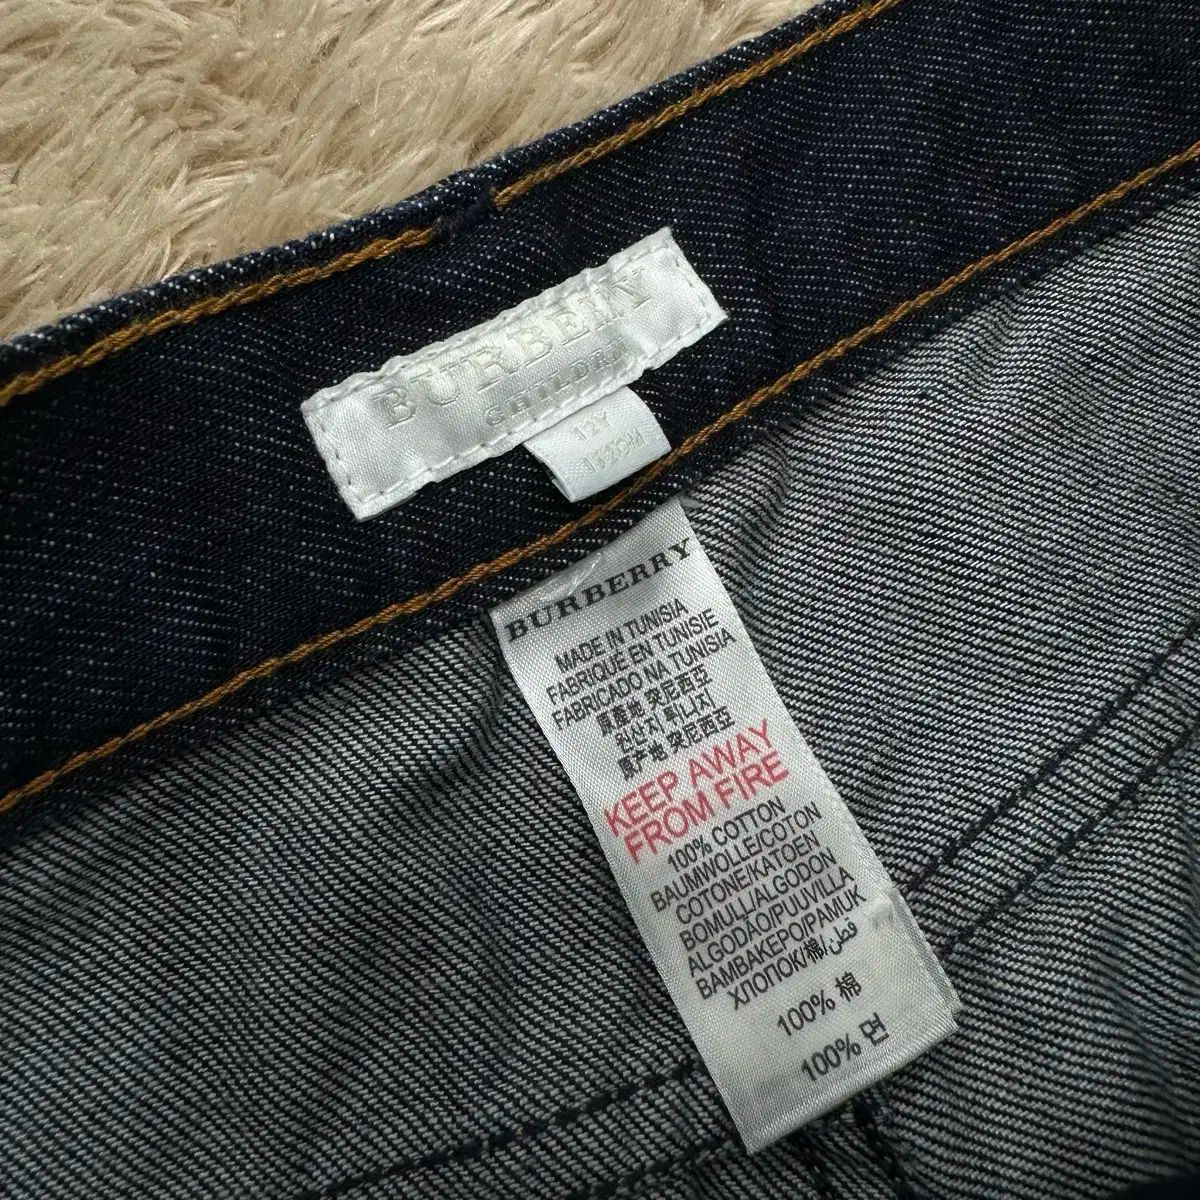 BURBERRY
CHILDREN
12Y
152CM
BURBERRY
MADE IN TUNISIA
FABRIQUE EN TUNISIE
FABRICADO NA TUNISIA
原產地 突尼西亞
원산지 튀니지
原产地 突尼西亞
KEEP AWAY
FROM FIRE
100% COTTON
BAUMWOLLE/COTON
COTONE/KATOEN
BOMULL/ALGODON
ALGODÃO/PUUVILLA
BAMBAKEPO/PAMUK
ХЛОПОК/棉/قطن
100% 棉
100% 면